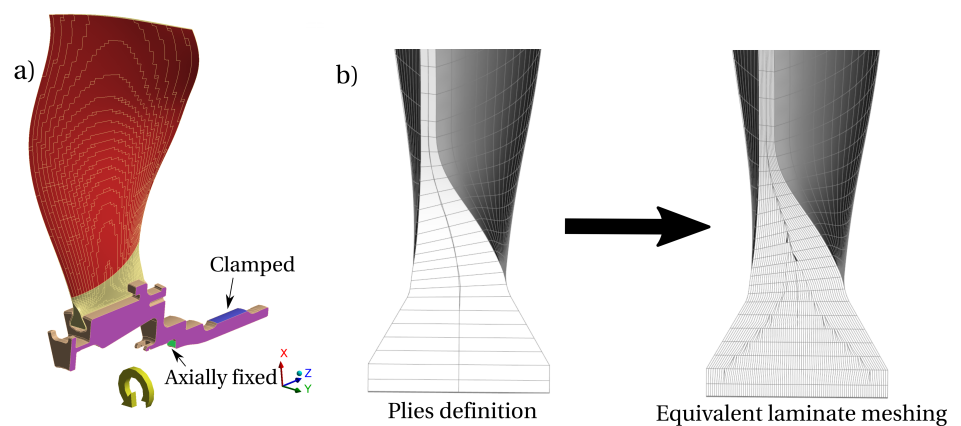 a)
b)
Clamped
Axially fixed
X
Z
Y
Plies definition
Equivalent laminate meshing